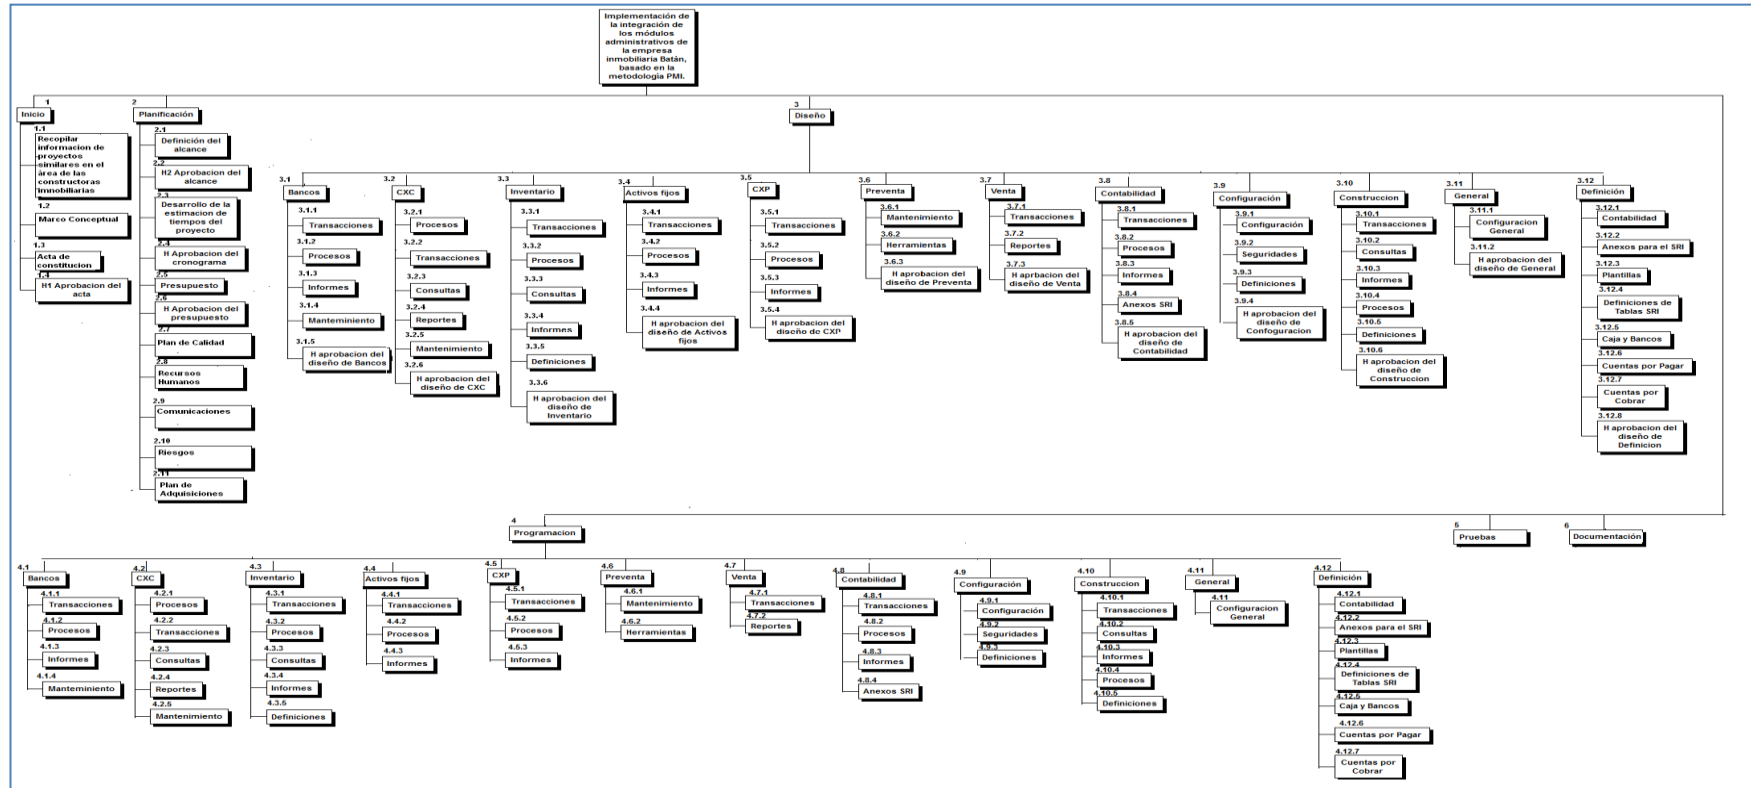 Implementación de
la integración de
los módulos
administrativos de
la empresa
inmobiliaria Batán,
basado en la
metodología PMI.
1
Inicio
1.1
Recopilar
informacion de
proyectos
similares en el
área de las
constructoras
imnobiliarias
1.2
Marco Conceptual
1.3
Acta de
constitucion
1.4
H1 Aprobacion del
acta
2
Planificación
2.1
Definición del
alcance
2.2
H2 Aprobacion del
alcance
2.3
Desarrollo de la
estimacion de
tiempos del
proyecto
2.4
H Aprobacion del
cronograma
2.5
Presupuesto
2.6
H Aprobacion del
presupuesto
2.7
Plan de Calidad
2.8
Recursos
Humanos
2.9
Comunicaciones
2.10
Riesgos
2.11
Plan de
Adquisiciones
3
Diseño
3.1
Bancos
3.1.1
Transacciones
3.1.2
Procesos
3.1.3
Informes
3.1.4
Manteminiento
3.1.5
H aprobacion del
diseño de Bancos
3.2
CXC
3.2.1
Procesos
3.2.2
Transacciones
3.2.3
Consultas
3.2.4
Reportes
3.2.5
Mantenimiento
3.2.6
H aprobacion del
diseño de CXC
3.3
Inventario
3.3.1
Transacciones
3.3.2
Procesos
3.3.3
Consultas
3.3.4
Informes
3.3.5
Definiciones
3.3.6
H aprobacion del
diseño de
Inventario
3.4
Activos fijos
3.4.1
Transacciones
3.4.2
Procesos
3.4.3
Informes
3.4.4
H aprobacion del
diseño de Activos
fijos
3.5
CXP
3.5.1
Transacciones
3.5.2
Procesos
3.5.3
Informes
3.5.4
H aprobacion del
diseño de CXP
3.6
Preventa
3.6.1
Mantenimiento
3.6.2
Herramientas
3.6.3
H aprobacion del
diseño de Preventa
3.7
Venta
3.7.1
Transacciones
3.7.2
Reportes
3.7.3
H aprbacion del
diseño de Venta
3.8
Contabilidad
3.8.1
Transacciones
3.8.2
Procesos
3.8.3
Informes
3.8.4
Anexos SRI
3.8.5
H aprobacion del
diseño de
Contabilidad
3.9
Configuración
3.9.1
Configuración
3.9.2
Seguridades
3.9.3
Definiciones
3.9.4
H aprobacion del
diseño de
Confoguracion
3.10
Construccion
3.10.1
Transacciones
3.10.2
Consultas
3.10.3
Informes
3.10.4
Procesos
3.10.5
Definiciones
3.10.6
H aprobacion del
diseño de
Construccion
3.11
General
3.11.1
Configuracion
General
3.11.2
H aprobacion del
diseño de General
3.12
Definición
3.12.1
Contabilidad
3.12.2
Anexos para el SRI
3.12.3
Plantillas
3.12.4
Definiciones de
Tablas SRI
3.12.5
Caja y Bancos
3.12.6
Cuentas por Pagar
3.12.7
Cuentas por
Cobrar
3.12.8
H aprobacion del
diseño de
Definicion
4
Programacion
5
Pruebas
6
Documentación
4.1
Bancos
4.1.1
Transacciones
4.1.2
Procesos
4.1.3
Informes
4.1.4
Manteminiento
4.2
CXC
4.2.1
Procesos
4.2.2
Transacciones
4.2.3
Consultas
4.2.4
Reportes
4.2.5
Mantenimiento
4.3
Inventario
4.3.1
Transacciones
4.3.2
Procesos
4.3.3
Consultas
4.3.4
Informes
4.3.5
Definiciones
4.4
Activos fijos
4.4.1
Transacciones
4.4.2
Procesos
4.4.3
Informes
4.5
CXP
4.5.1
Transacciones
4.5.2
Procesos
4.5.3
Informes
4.6
Preventa
4.6.1
Mantenimiento
4.6.2
Herramientas
4.7
Venta
4.7.1
Transacciones
4.7.2
Reportes
4.8
Contabilidad
4.8.1
Transacciones
4.8.2
Procesos
4.8.3
Informes
4.8.4
Anexos SRI
4.9
Configuración
4.9.1
Configuración
4.9.2
Seguridades
4.9.3
Definiciones
4.10
Construccion
4.10.1
Transacciones
4.10.2
Consultas
4.10.3
Informes
4.10.4
Procesos
4.10.5
Definiciones
4.11
General
4.11
Configuracion
General
4.12
Definición
4.12.1
Contabilidad
4.12.2
Anexos para el SRI
4.12.3
Plantillas
4.12.4
Definiciones de
Tablas SRI
4.12.5
Caja y Bancos
4.12.6
Cuentas por Pagar
4.12.7
Cuentas por
Cobrar